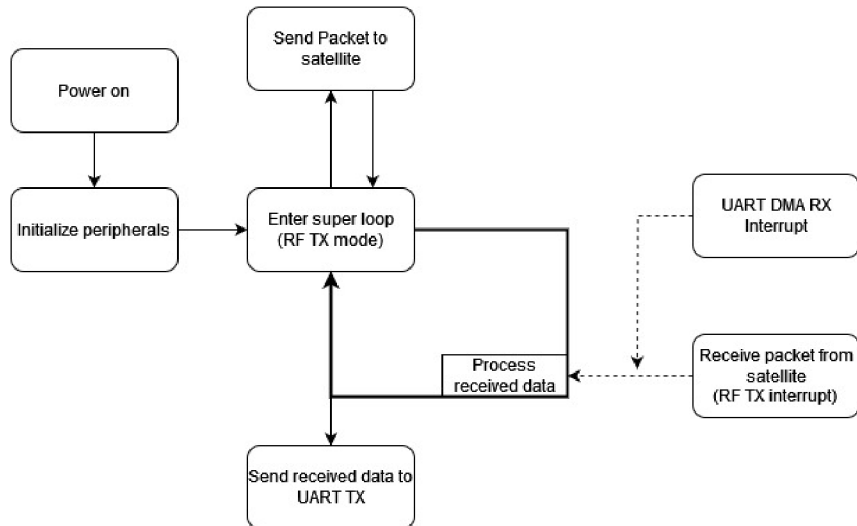 Send Packet to
satellite
Power on
Initialize peripherals
Enter super loop
(RF TX mode)
UART DMA RX
Interrupt
Process
received data
Receive packet from
satellite
(RF TX interrupt)
Send received data to
UART TX